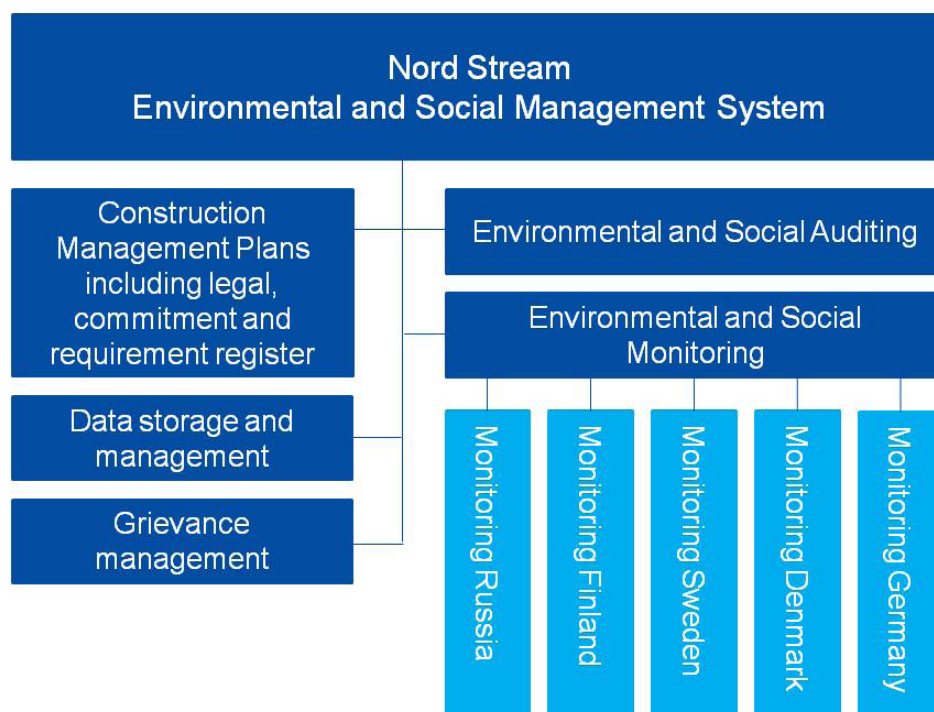 Nord Stream
Environmental and Social Management System
Construction
Management Plans
including legal,
commitment and
requirement register
Data storage and
management
Grievance
management
Environmental and Social Auditing
Environmental and Social
Monitoring
Monitoring Russia
Monitoring Finland
Monitoring Sweden
Monitoring Denmark
Monitoring Germany